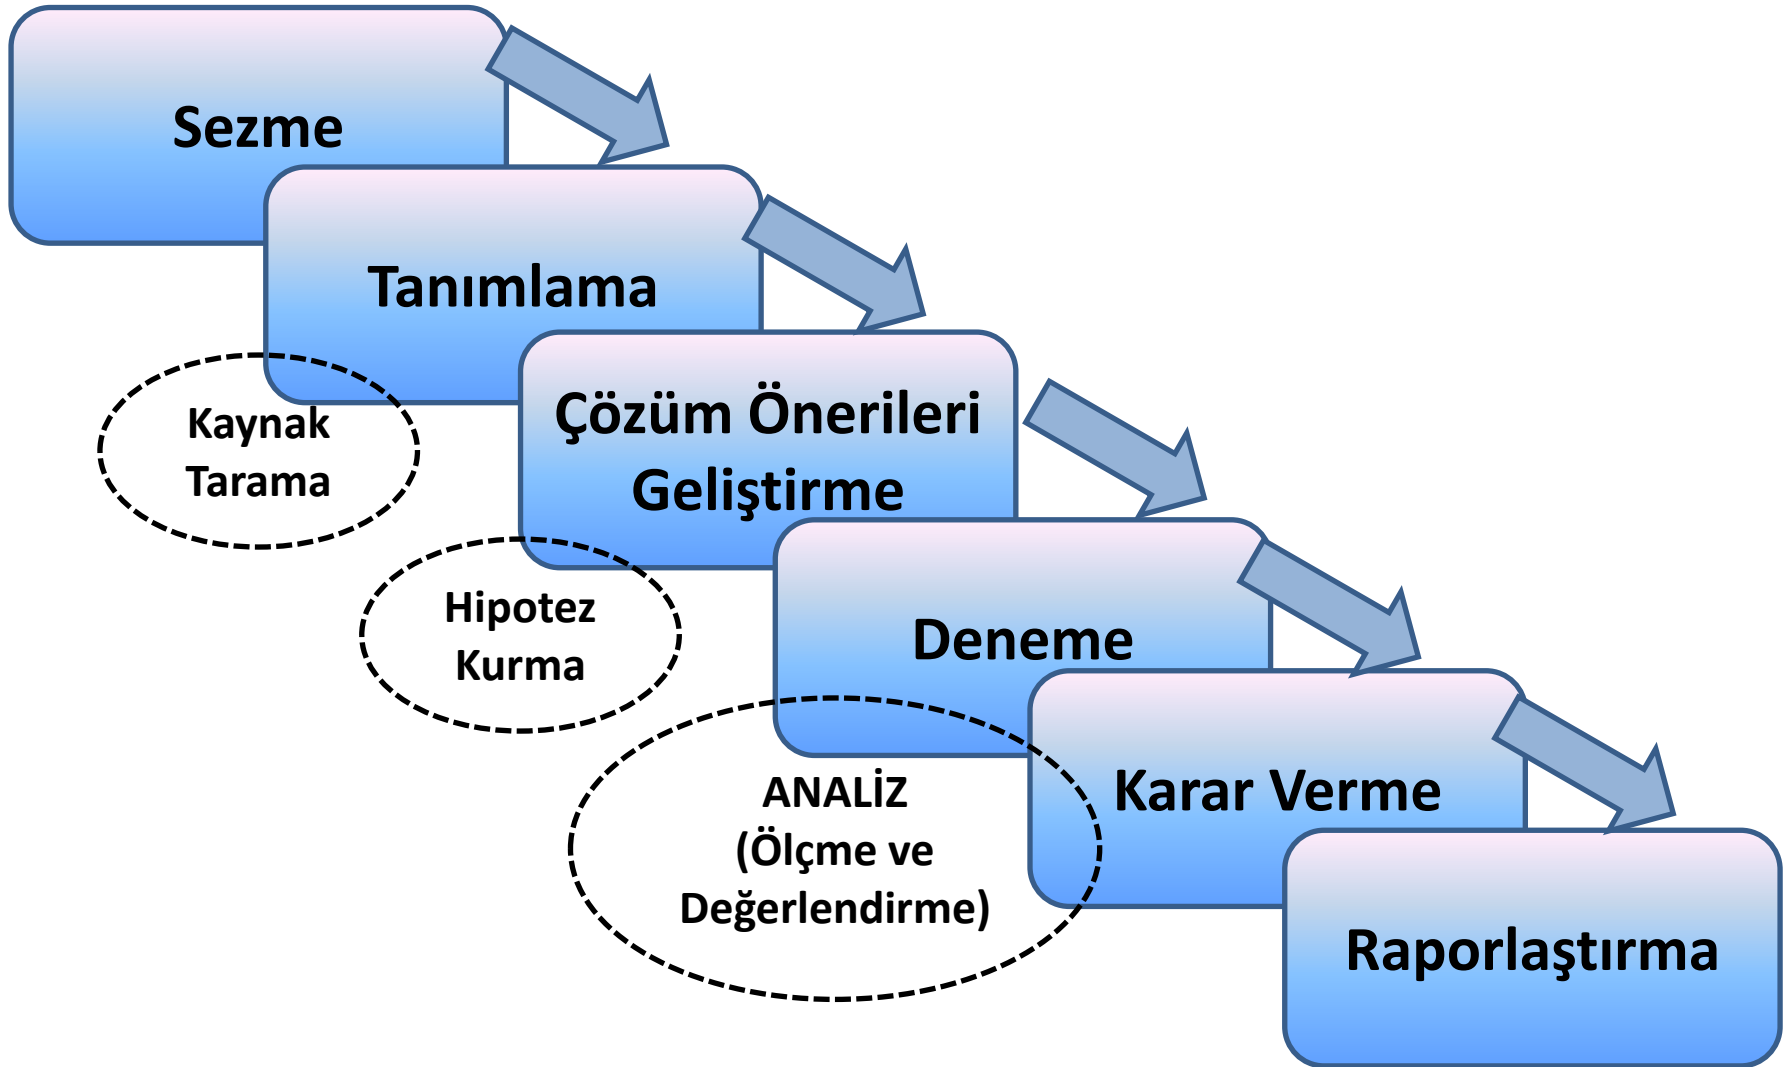 Sezme
Tanımlama
Kaynak
Tarama
Çözüm Önerileri
Geliştirme
Hipotez
Kurma
Deneme
ANALİZ
(Ölçme ve
Değerlendirme)
Karar Verme
Raporlaştırma